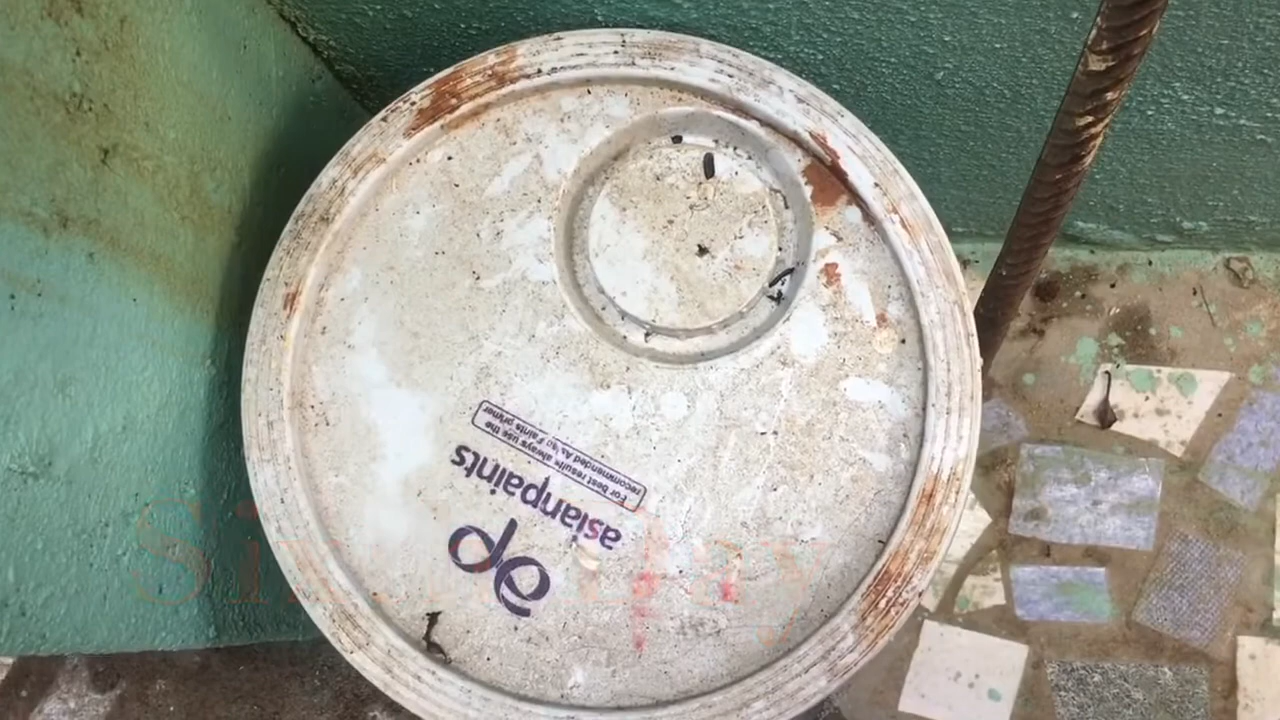 ap
asianpaints
For best results always use the
recommended Asian Paints primer